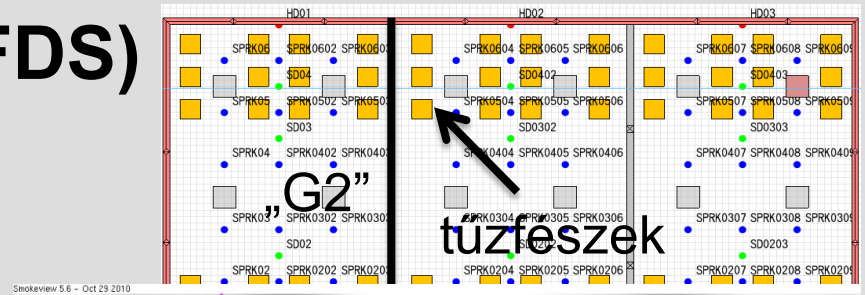 HD01 HD02 HD03
FDS)
SPRK06 SPRK0602 SPRK0603 SPRK0604 SPRK0605 SPRK0606 SPRK0607 SPRK0608 SPRK0609
SD04 SD0402 SD0403
SPRK05 SPRK0502 SPRK0503 SPRK0504 SPRK0505 SPRK0506 SPRK0507 SPRK0508 SPRK0509
SD03 SD0302 SD0303
SPRK04 SPRK0402 SPRK0403 SPRK0404 SPRK0405 SPRK0406 SPRK0407 SPRK0408 SPRK0409
„G2”
SPRK03 SPRK0302 SPRK0303 SPRK0304 SPRK0305 SPRK0306 SPRK0307 SPRK0308 SPRK0309
tűzfészek
SD02 SD0202 SD0203
SPRK02 SPRK0202 SPRK0203 SPRK0204 SPRK0205 SPRK0206 SPRK0207 SPRK0208 SPRK0209
Smokeview 5.6 - Oct 29 2010